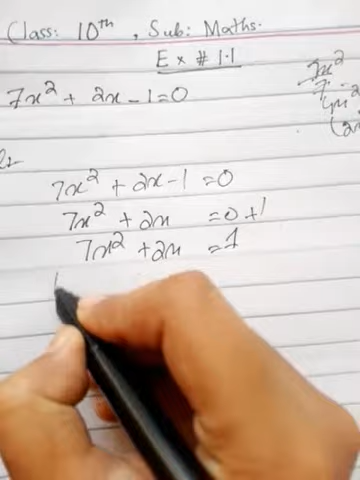 Class: 10th, Sub: Maths.
Ex # 1.1
7x² + 2x - 1 = 0
7x² + 2x - 1 = 0
7x² + 2x = 0 + 1
7x² + 2x = 1